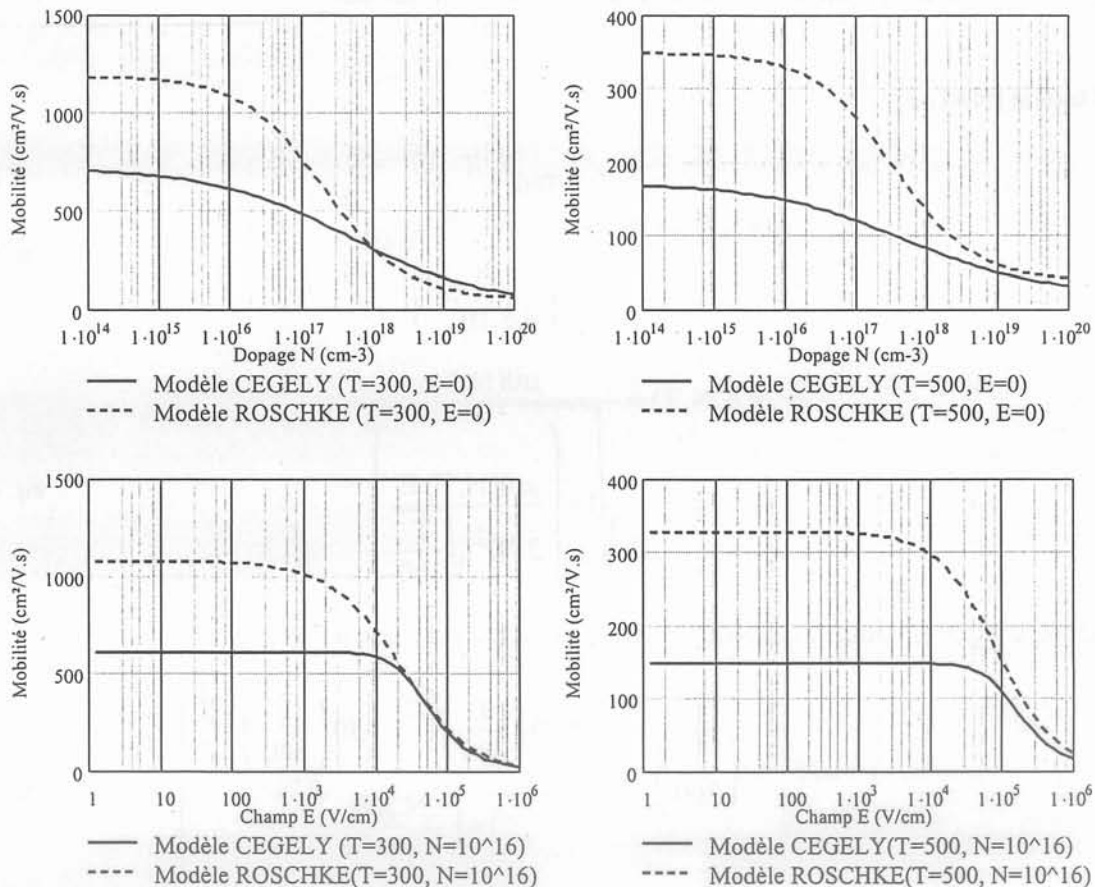 1500
1000
500
0
Mobilité (cm²/V.s)
1·10^14 1·10^15 1·10^16 1·10^17 1·10^18 1·10^19 1·10^20
Dopage N (cm-3)
Modèle CEGELY (T=300, E=0)
Modèle ROSCHKE (T=300, E=0)
400
300
200
100
0
Mobilité (cm²/V.s)
1·10^14 1·10^15 1·10^16 1·10^17 1·10^18 1·10^19 1·10^20
Dopage N (cm-3)
Modèle CEGELY (T=500, E=0)
Modèle ROSCHKE (T=500, E=0)
1500
1000
500
0
Mobilité (cm²/V.s)
1 10 100 1·10^3 1·10^4 1·10^5 1·10^6
Champ E (V/cm)
Modèle CEGELY (T=300, N=10^16)
Modèle ROSCHKE(T=300, N=10^16)
400
300
200
100
0
Mobilité (cm²/V.s)
1 10 100 1·10^3 1·10^4 1·10^5 1·10^6
Champ E (V/cm)
Modèle CEGELY(T=500, N=10^16)
Modèle ROSCHKE(T=500, N=10^16)